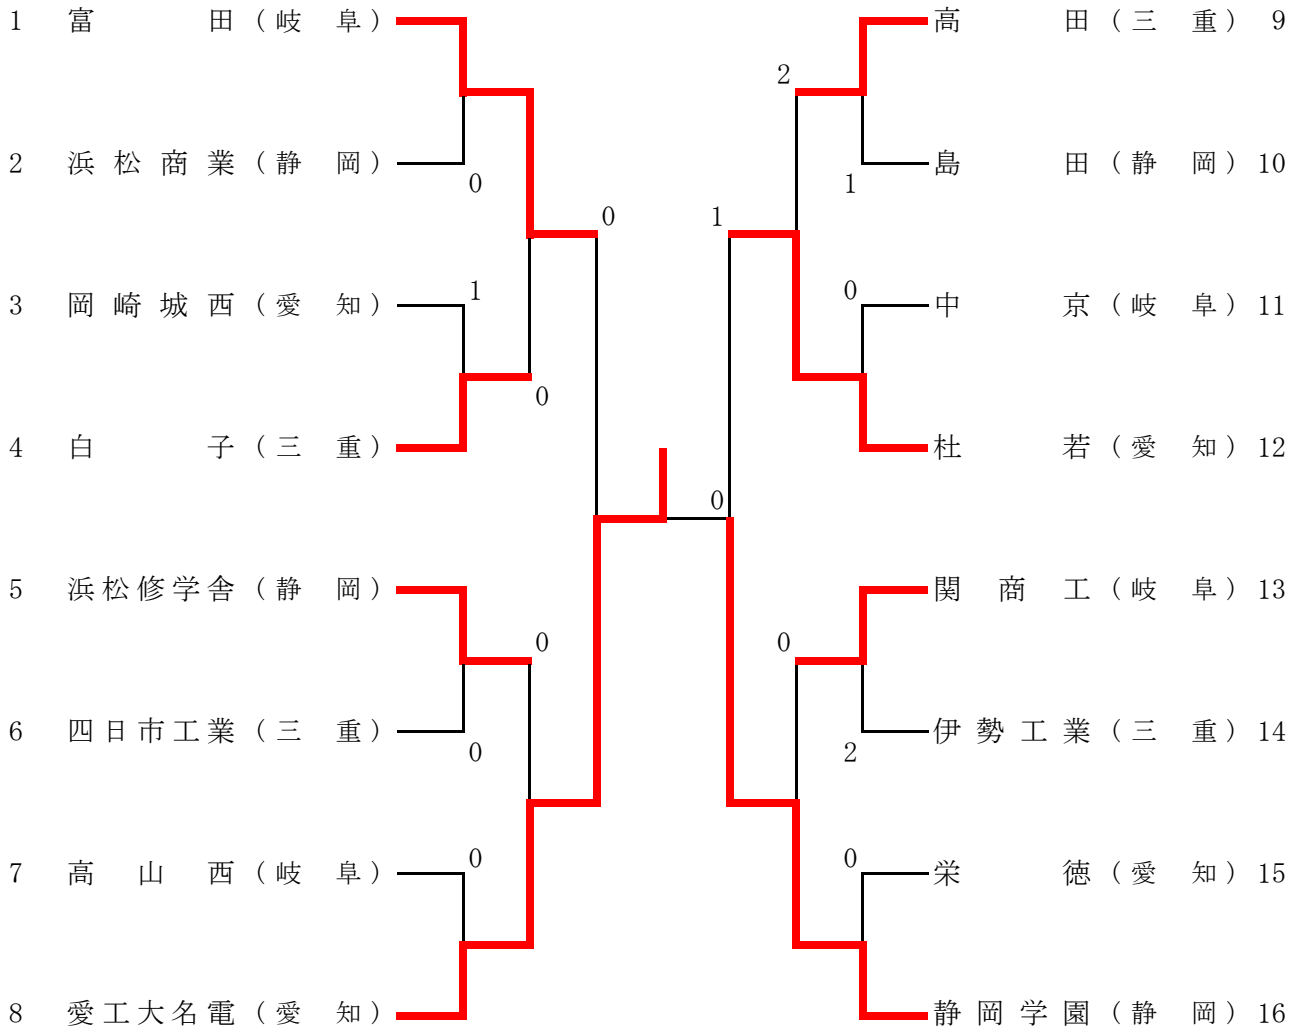 1 富田(岐阜) 高田(三重) 9
2
2 浜松商業(静岡) 島田(静岡) 10
0 1
0 1
3 岡崎城西(愛知) 1 0 中京(岐阜) 11
0
4 白子(三重) 杜若(愛知) 12
0
5 浜松修学舎(静岡) 関商工(岐阜) 13
0 0
6 四日市工業(三重) 伊勢工業(三重) 14
0 2
7 高山西(岐阜) 0 0 栄徳(愛知) 15
8 愛工大名電(愛知) 静岡学園(静岡) 16